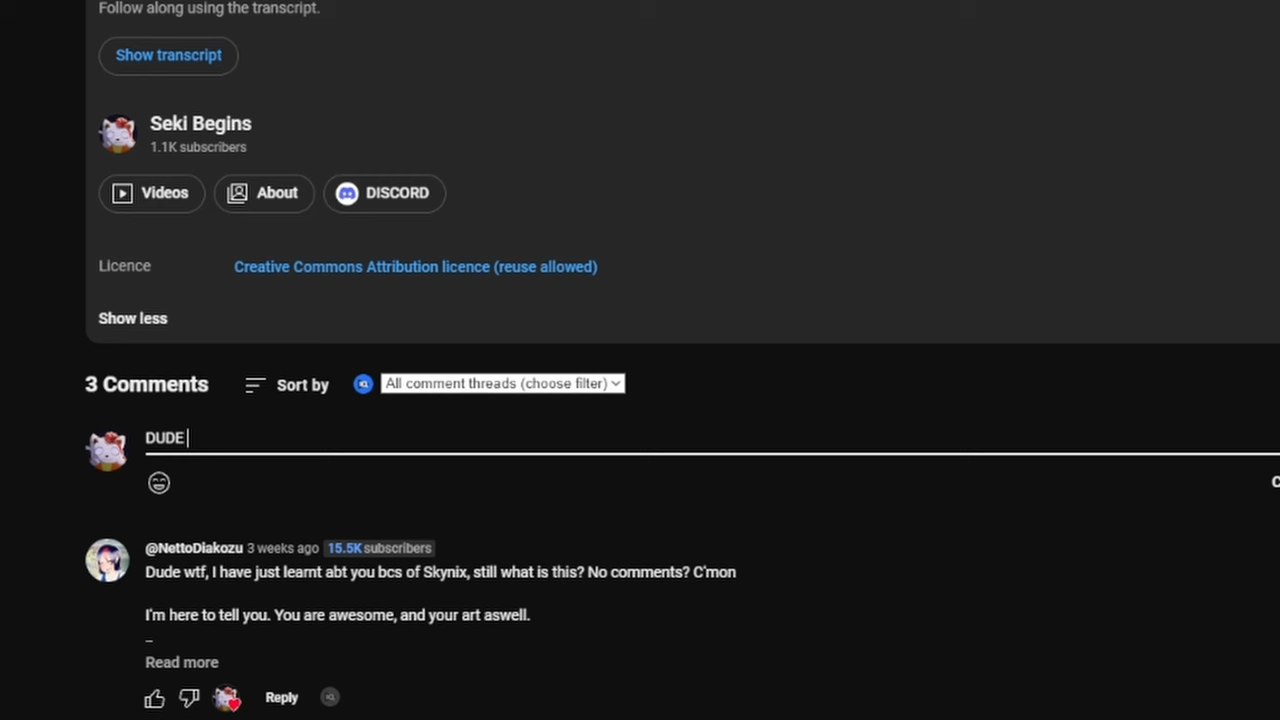 Follow along using the transcript.
Show transcript
Seki Begins
1.1K subscribers
Videos About DISCORD
Licence Creative Commons Attribution licence (reuse allowed)
Show less
3 Comments Sort by All comment threads (choose filter)
DUDE
C
@NettoDiakozu 3 weeks ago 15.5K subscribers
Dude wtf, I have just learnt abt you bcs of Skynix, still what is this? No comments? C'mon
I'm here to tell you. You are awesome, and your art aswell.
_
Read more
Reply